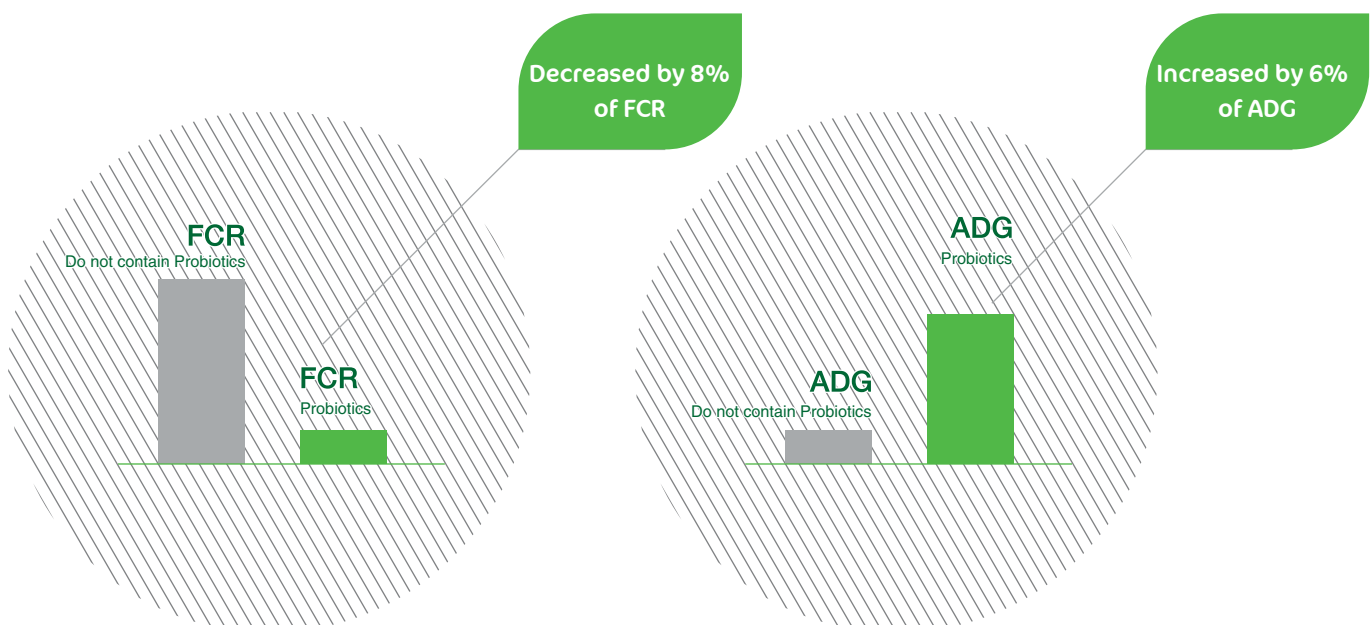 Decreased by 8%
of FCR
FCR
Do not contain Probiotics
FCR
Probiotics
Increased by 6%
of ADG
ADG
Probiotics
ADG
Do not contain Probiotics